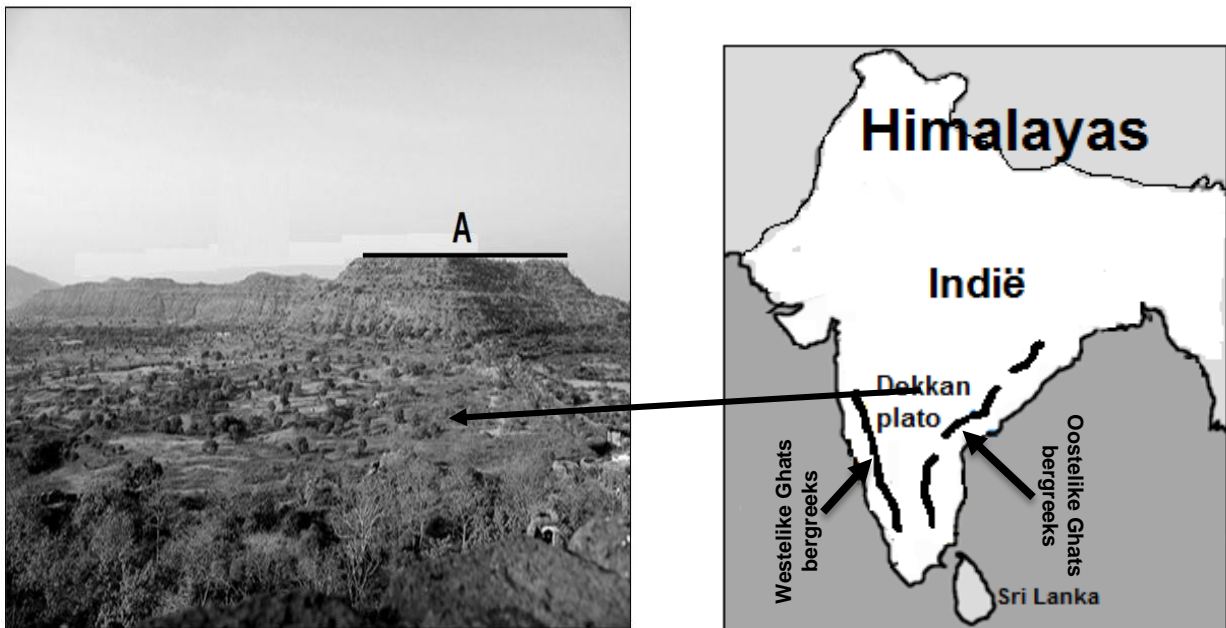 A
Himalayas
Indië
Dekkan
plato
Westelike Ghats
bergreeks
Oostelike Ghats
bergreeks
Sri Lanka